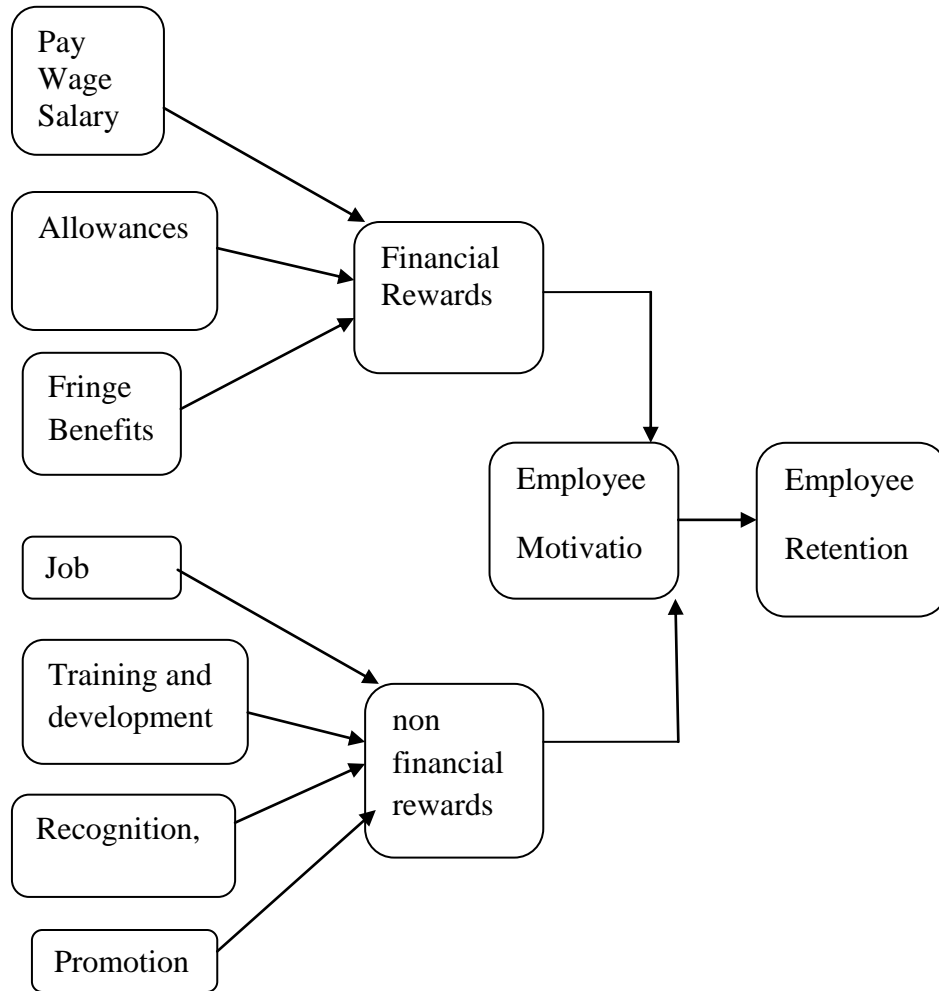 Pay
Wage
Salary
Allowances
Financial
Rewards
Fringe
Benefits
Employee
Motivatio
Employee
Retention
Job
Training and
development
non
financial
rewards
Recognition,
Promotion